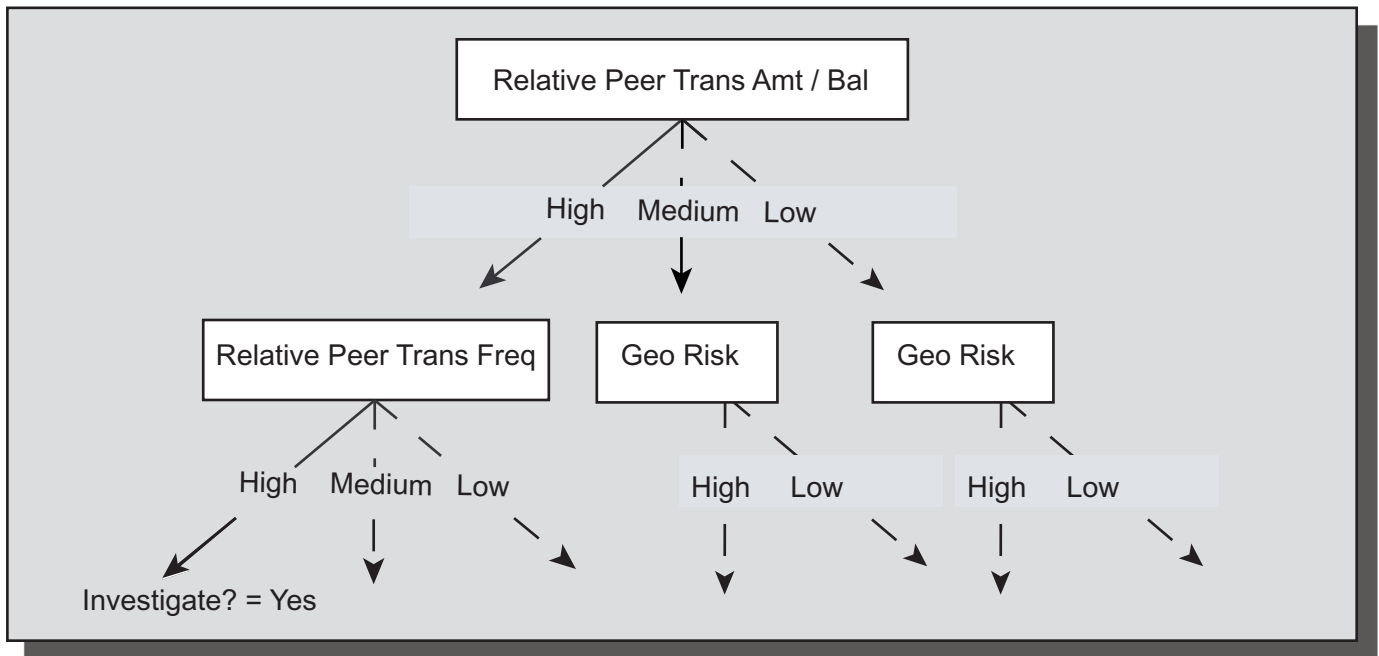 Relative Peer Trans Amt / Bal
High Medium Low
Relative Peer Trans Freq
Geo Risk
Geo Risk
High Medium Low
High Low
High Low
Investigate? = Yes